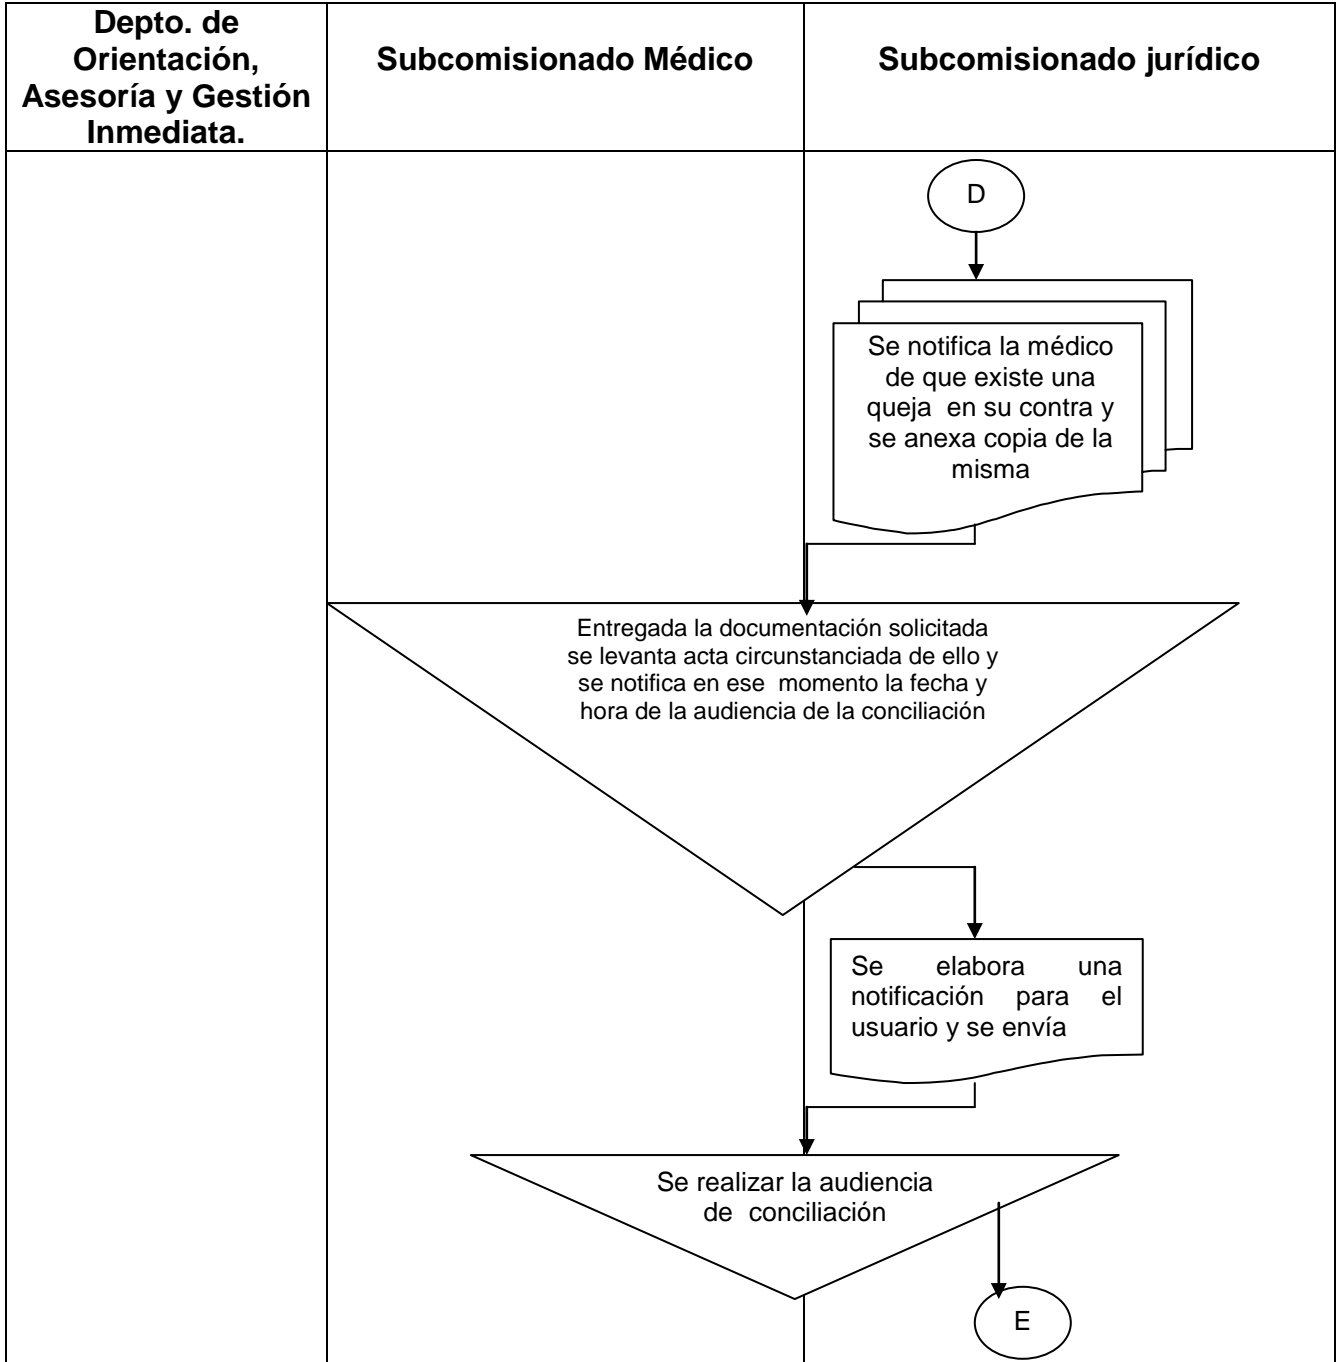 Depto. de
Orientación,
Asesoría y Gestión
Inmediata.
Subcomisionado Médico
Subcomisionado jurídico
D
Se notifica la médico
de que existe una
queja en su contra y
se anexa copia de la
misma
Entregada la documentación solicitada
se levanta acta circunstanciada de ello y
se notifica en ese momento la fecha y
hora de la audiencia de la conciliación
Se elabora una
notificación para el
usuario y se envía
Se realizar la audiencia
de conciliación
E